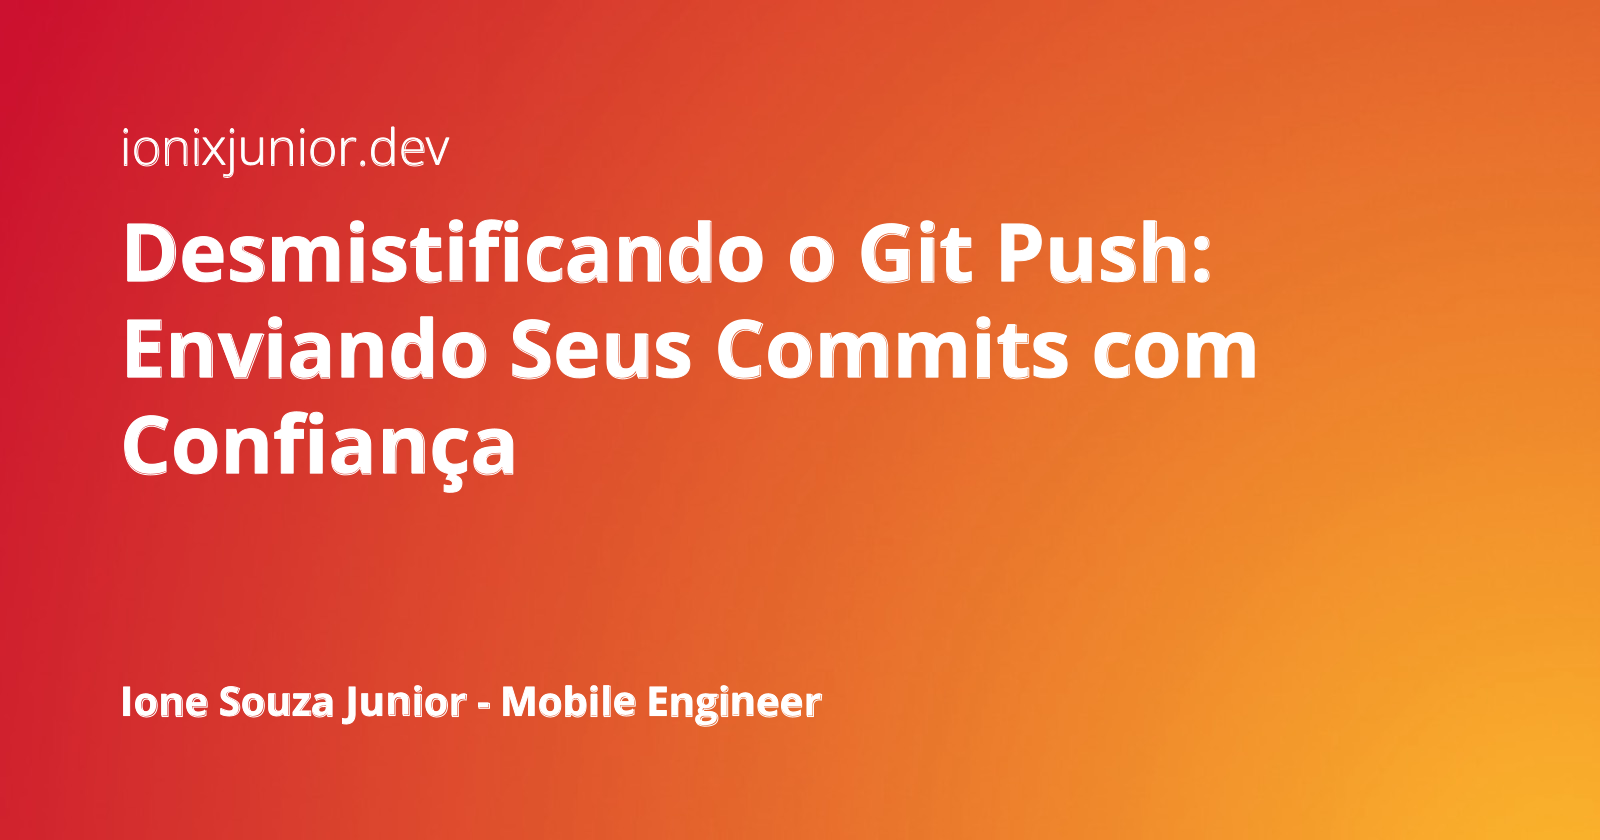 ionixjunior.dev
Desmistificando o Git Push:
Enviando Seus Commits com
Confiança
Ione Souza Junior - Mobile Engineer